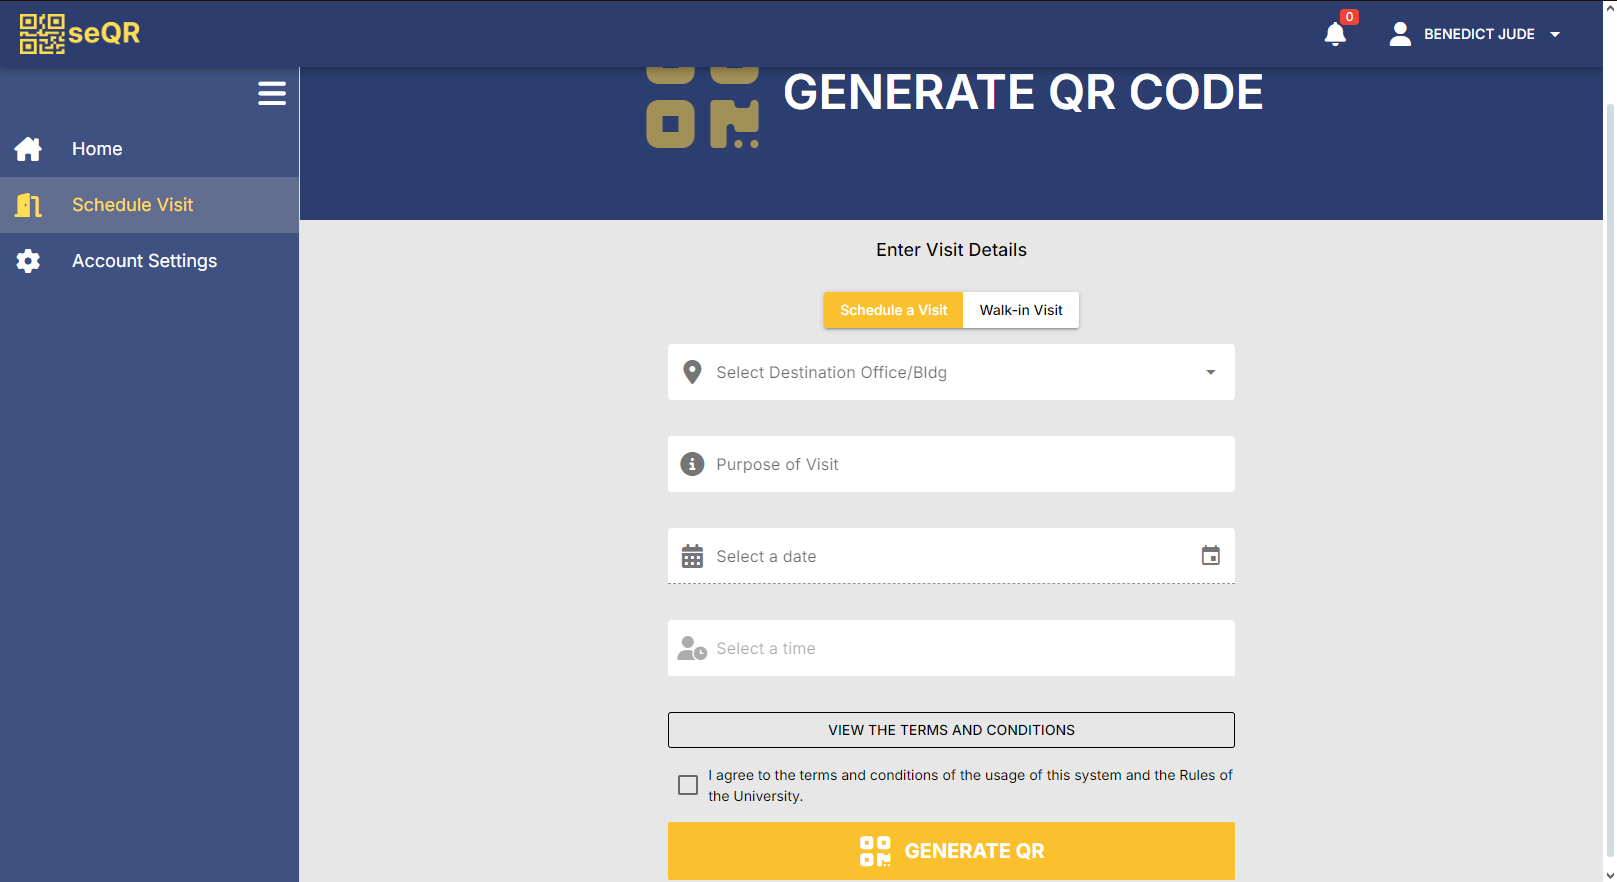 seQR
0
BENEDICT JUDE
GENERATE QR CODE
Home
Schedule Visit
Account Settings
Enter Visit Details
Schedule a Visit
Walk-in Visit
Select Destination Office/Bldg
Purpose of Visit
Select a date
Select a time
VIEW THE TERMS AND CONDITIONS
I agree to the terms and conditions of the usage of this system and the Rules of
the University.
GENERATE QR